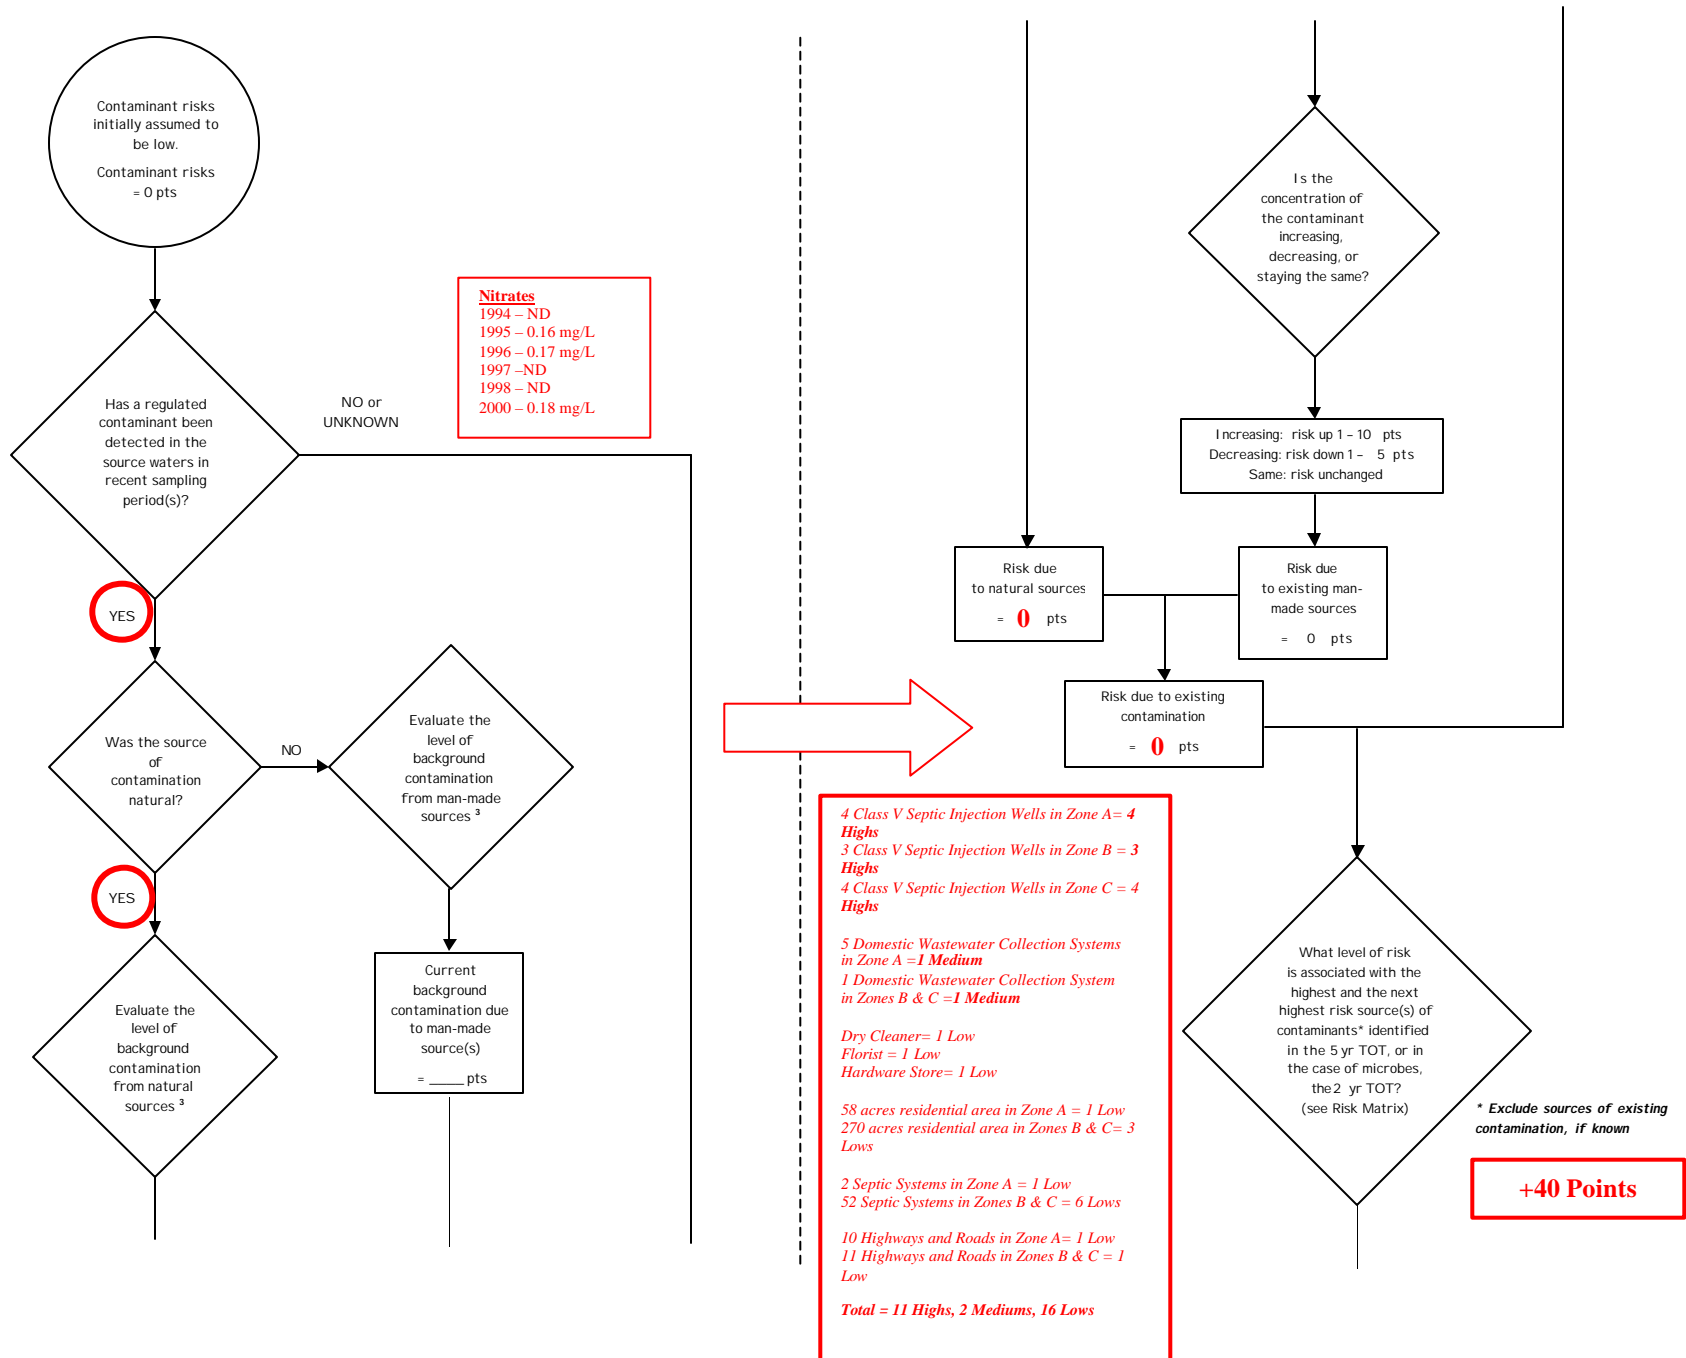 Contaminant risks
initially assumed to
be low.
Contaminant risks
= 0 pts
Has a regulated
contaminant been
detected in the
source waters in
recent sampling
period(s)?
NO or
UNKNOWN
Nitrates
1994 – ND
1995 – 0.16 mg/L
1996 – 0.17 mg/L
1997 –ND
1998 – ND
2000 – 0.18 mg/L
YES
Was the source
of
contamination
natural?
NO
Evaluate the
level of
background
contamination
from man-made
sources ³
YES
Evaluate the
level of
background
contamination
from natural
sources ³
Current
background
contamination due
to man-made
source(s)
= _____ pts
Is the
concentration of
the contaminant
increasing,
decreasing, or
staying the same?
Increasing: risk up 1 – 10 pts
Decreasing: risk down 1 – 5 pts
Same: risk unchanged
Risk due
to natural sources
= 0 pts
Risk due
to existing man-
made sources
= 0 pts
Risk due to existing
contamination
= 0 pts
4 Class V Septic Injection Wells in Zone A= 4
Highs
3 Class V Septic Injection Wells in Zone B = 3
Highs
4 Class V Septic Injection Wells in Zone C = 4
Highs
5 Domestic Wastewater Collection Systems
in Zone A =1 Medium
1 Domestic Wastewater Collection System
in Zones B & C =1 Medium
Dry Cleaner= 1 Low
Florist = 1 Low
Hardware Store= 1 Low
58 acres residential area in Zone A = 1 Low
270 acres residential area in Zones B & C= 3
Lows
2 Septic Systems in Zone A = 1 Low
52 Septic Systems in Zones B & C = 6 Lows
10 Highways and Roads in Zone A= 1 Low
11 Highways and Roads in Zones B & C = 1
Low
Total = 11 Highs, 2 Mediums, 16 Lows
What level of risk
is associated with the
highest and the next
highest risk source(s) of
contaminants* identified
in the 5 yr TOT, or in
the case of microbes,
the 2 yr TOT?
(see Risk Matrix)
* Exclude sources of existing
contamination, if known
+40 Points